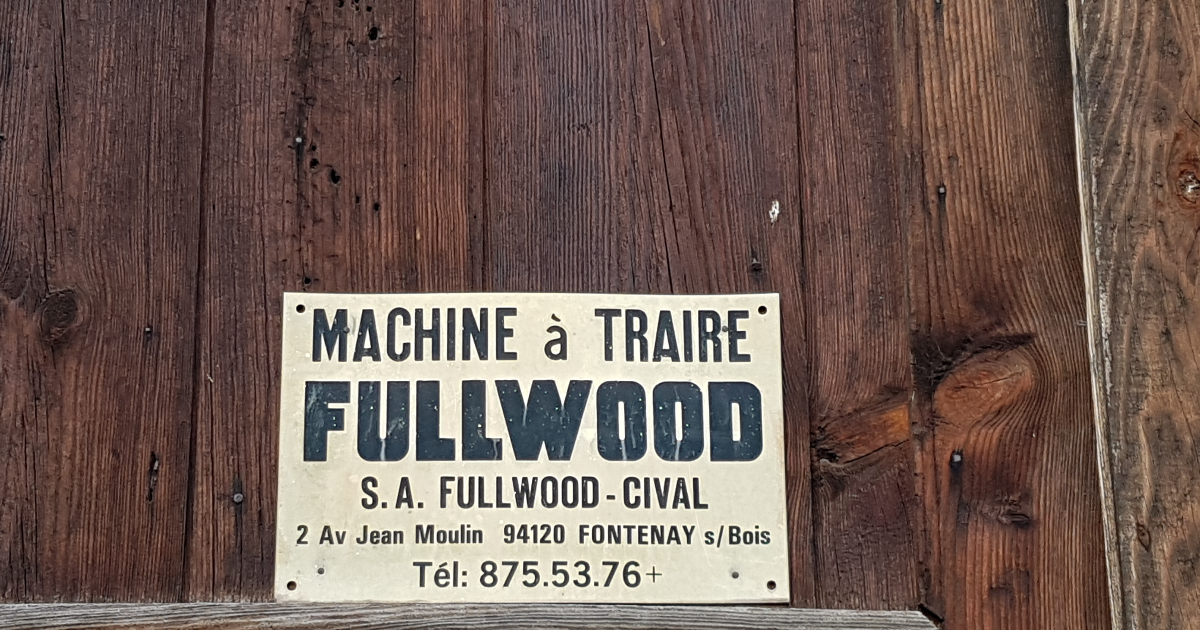 MACHINE à TRAIRE
FULLWOOD
S.A. FULLWOOD-CIVAL
2 Av Jean Moulin 94120 FONTENAY s/Bois
Tél: 875.53.76+